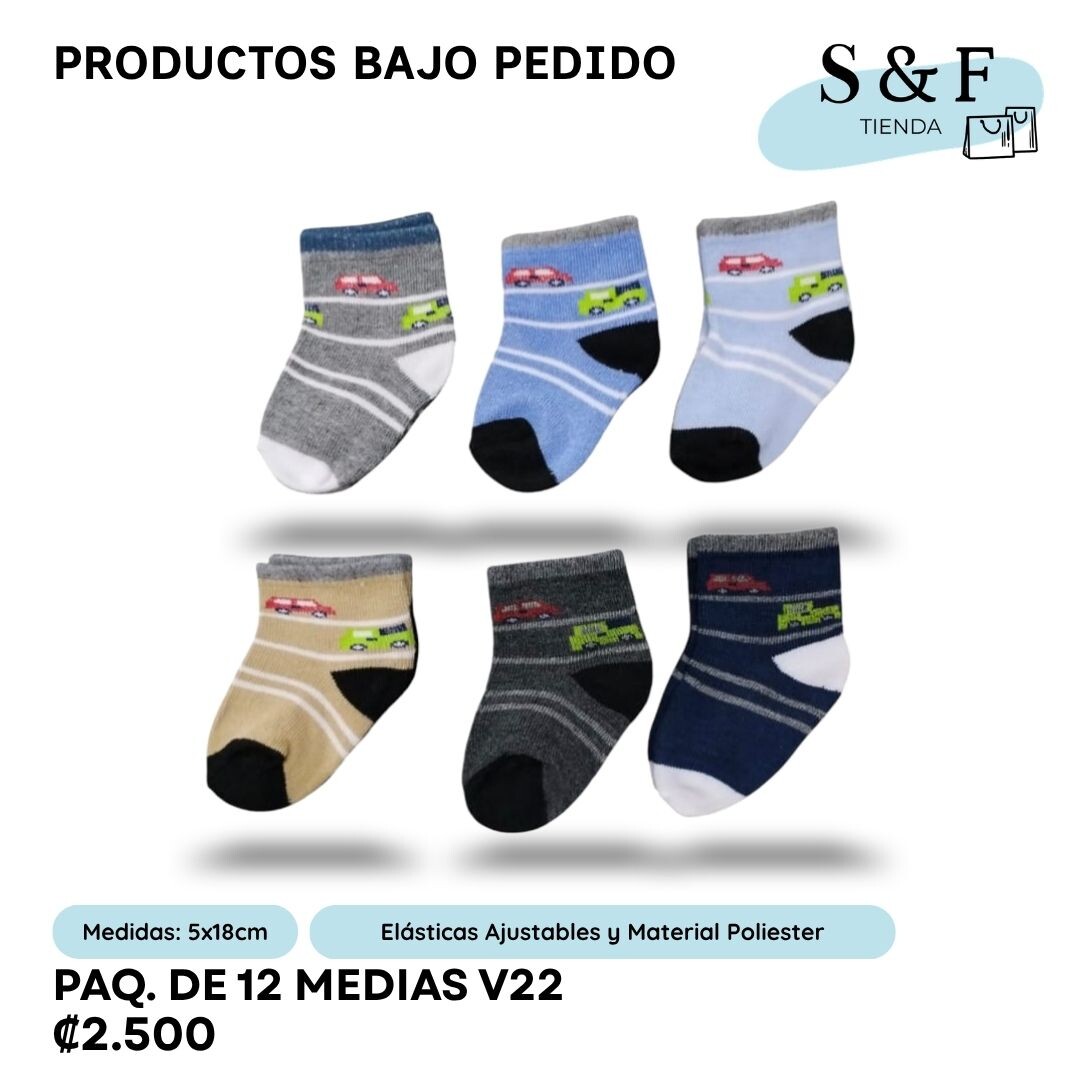 PRODUCTOS BAJO PEDIDO
S & F
TIENDA
Medidas: 5x18cm
Elásticas Ajustables y Material Poliester
PAQ. DE 12 MEDIAS V22
₡2.500